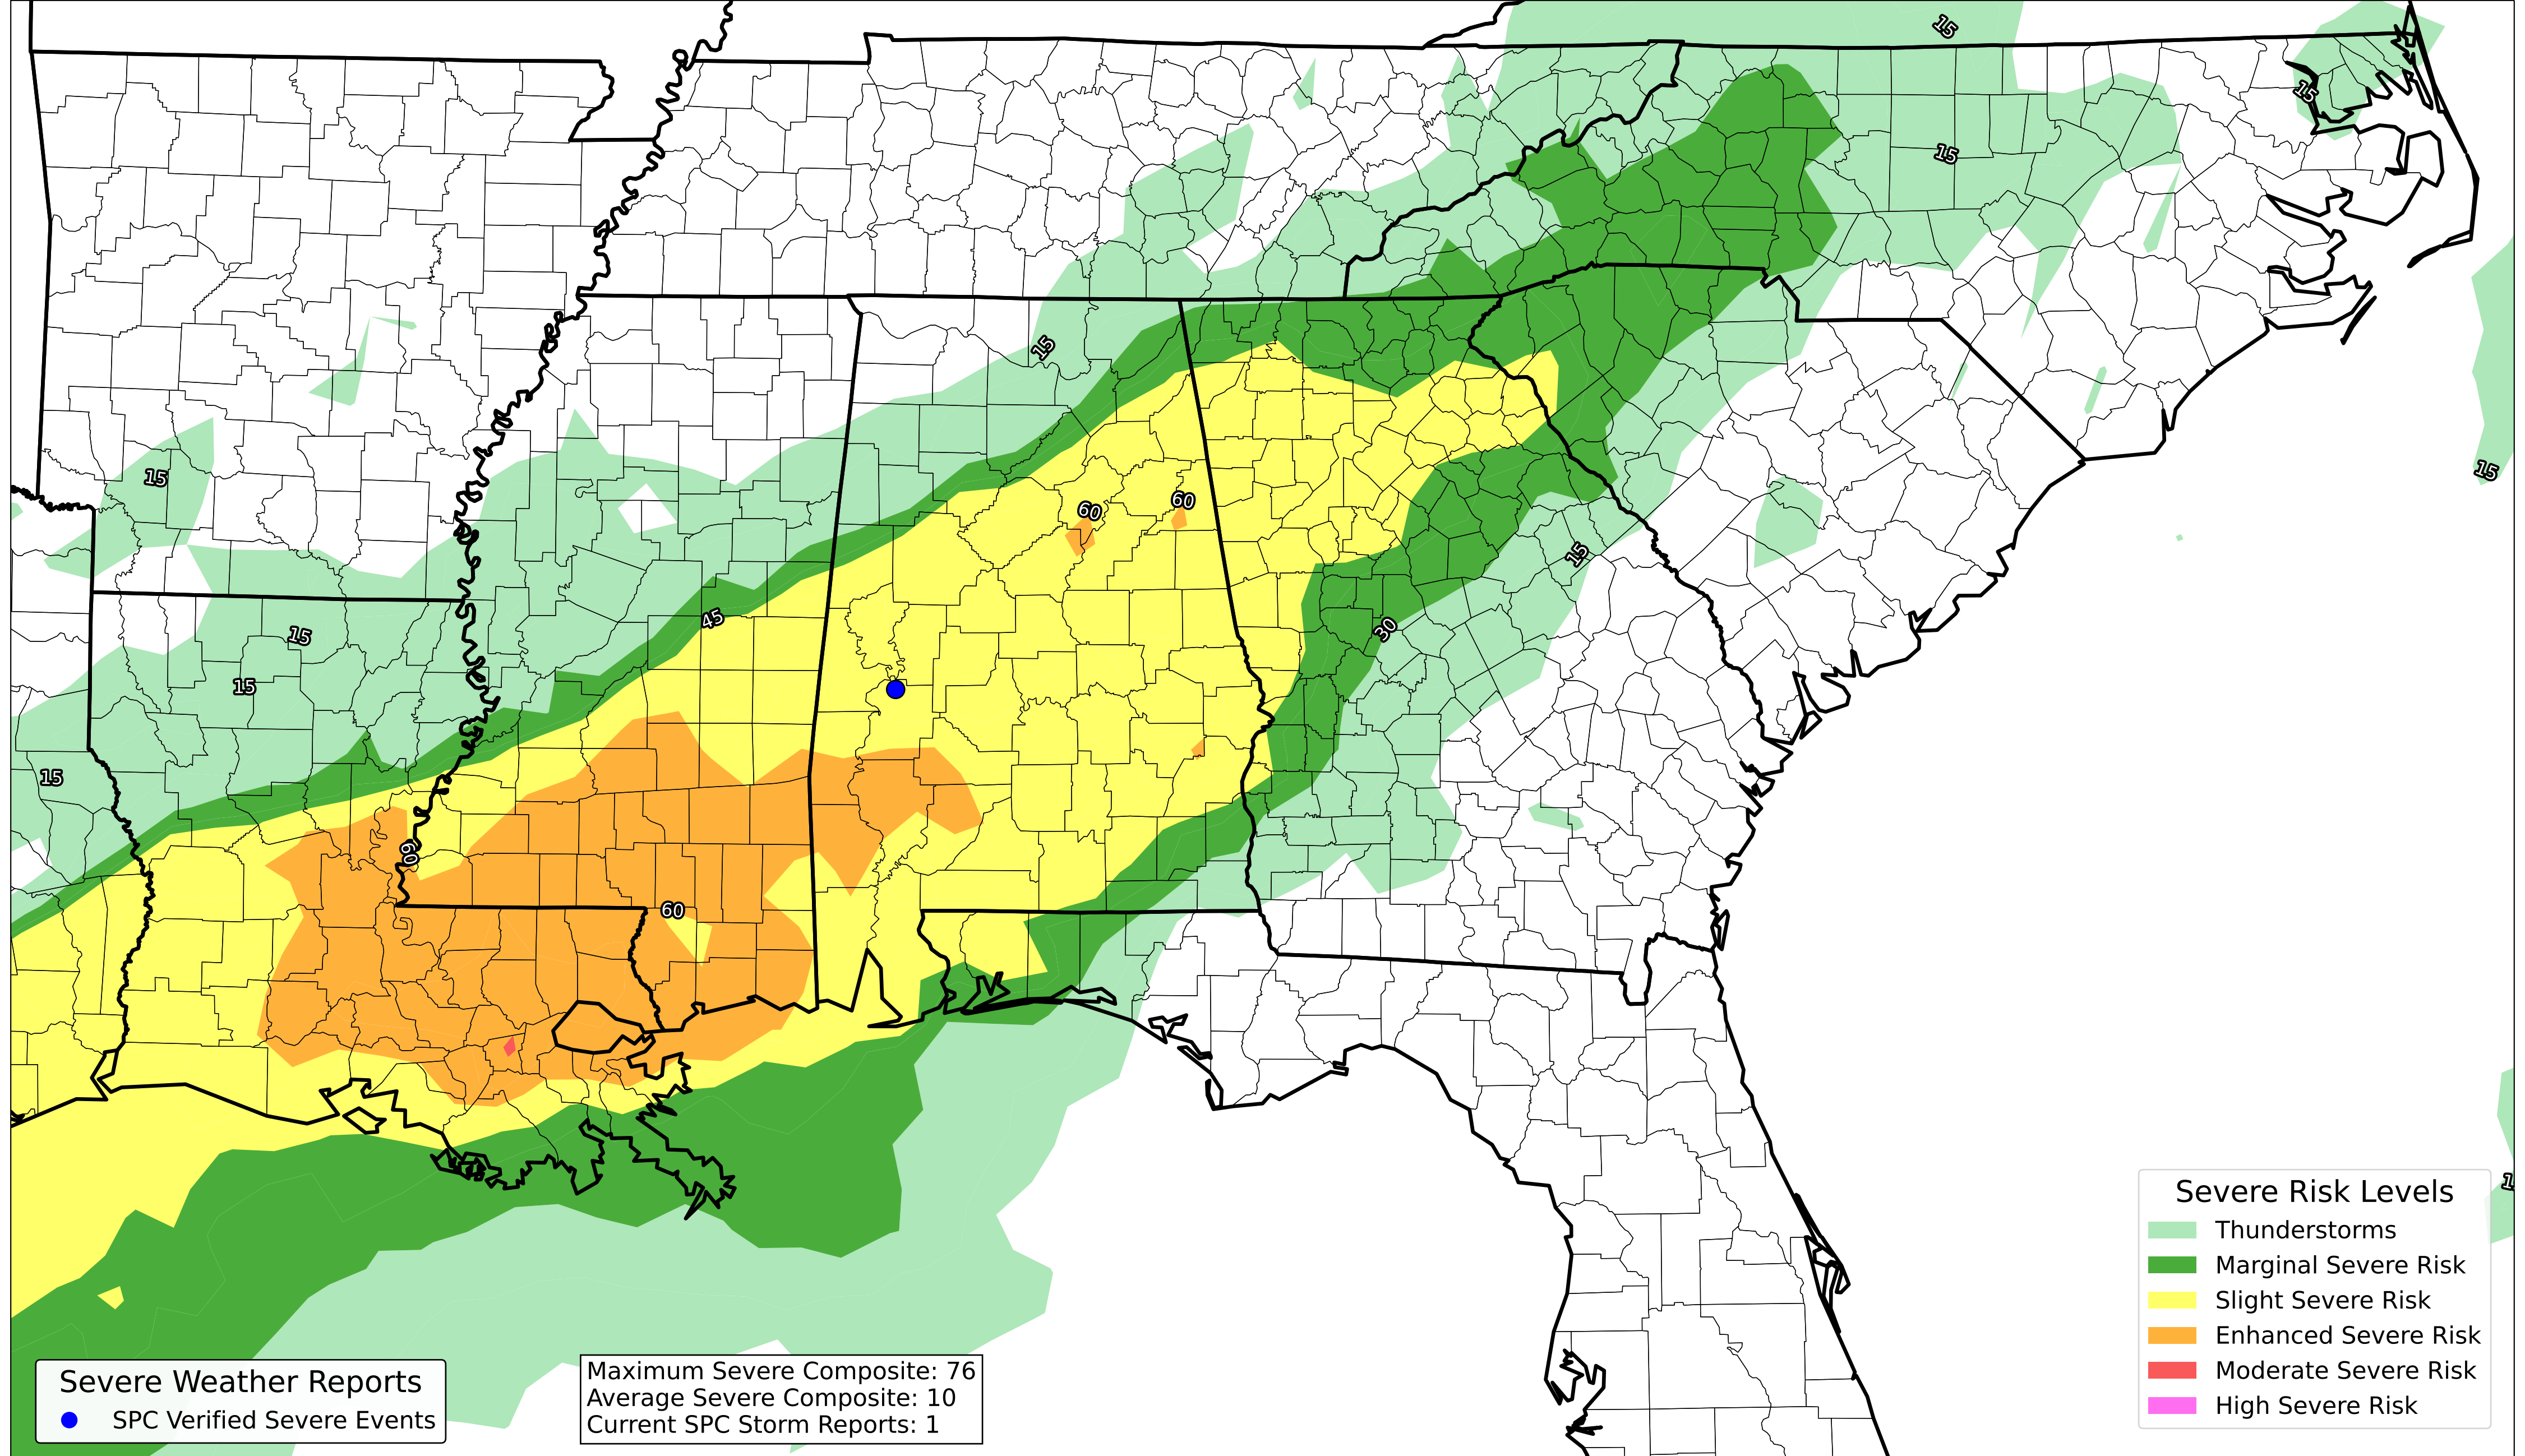 15
15
15
15
15
15
60
60
15
45
30
15
15
15
60
60
15
Severe Risk Levels
Thunderstorms
Marginal Severe Risk
Slight Severe Risk
Enhanced Severe Risk
Moderate Severe Risk
High Severe Risk
Severe Weather Reports
SPC Verified Severe Events
Maximum Severe Composite: 76
Average Severe Composite: 10
Current SPC Storm Reports: 1